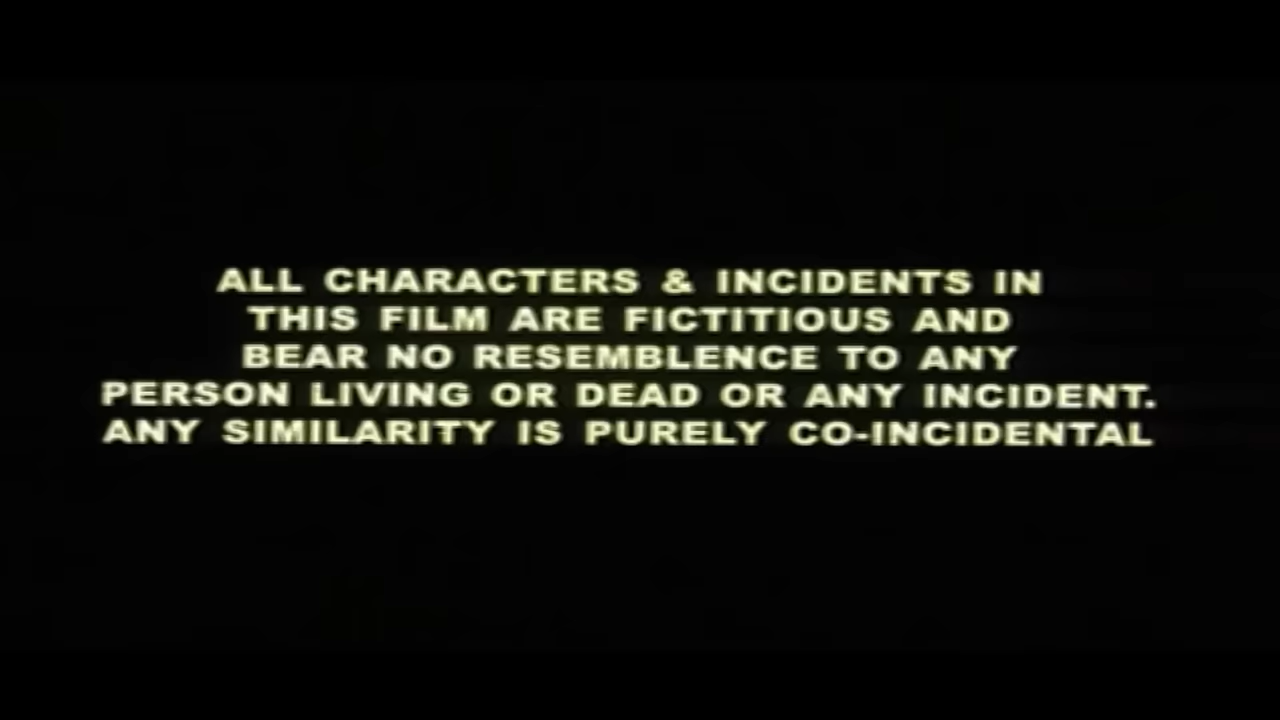 ALL CHARACTERS & INCIDENTS IN
THIS FILM ARE FICTITIOUS AND
BEAR NO RESEMBLENCE TO ANY
PERSON LIVING OR DEAD OR ANY INCIDENT.
ANY SIMILARITY IS PURELY CO-INCIDENTAL